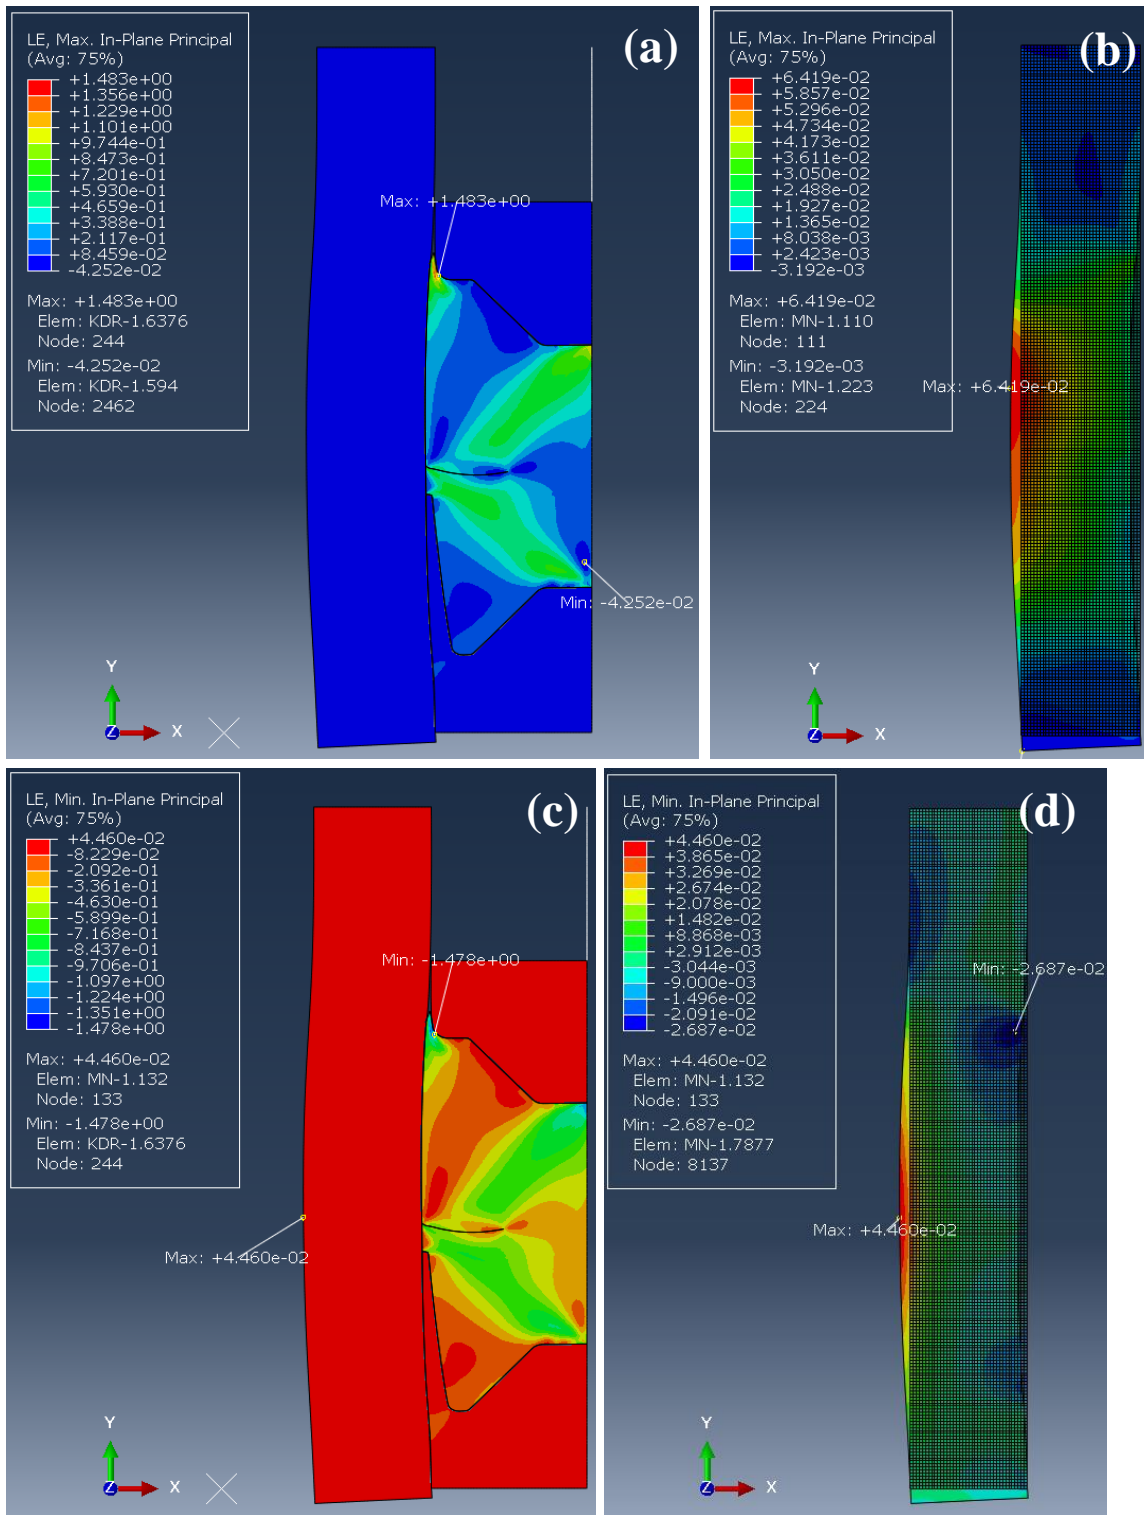 (a)
LE, Max. In-Plane Principal
(Avg: 75%)
+1.483e+00
+1.356e+00
+1.229e+00
+1.101e+00
+9.744e-01
+8.473e-01
+7.201e-01
+5.930e-01
+4.659e-01
+3.388e-01
+2.117e-01
+8.459e-02
-4.252e-02
Max: +1.483e+00
Elem: KDR-1.6376
Node: 244
Min: -4.252e-02
Elem: KDR-1.594
Node: 2462
Max: +1.483e+00
Min: -4.252e-02
Y
Z
X
(b)
LE, Max. In-Plane Principal
(Avg: 75%)
+6.419e-02
+5.857e-02
+5.296e-02
+4.734e-02
+4.173e-02
+3.611e-02
+3.050e-02
+2.488e-02
+1.927e-02
+1.365e-02
+8.038e-03
+2.423e-03
-3.192e-03
Max: +6.419e-02
Elem: MN-1.110
Node: 111
Min: -3.192e-03
Elem: MN-1.223
Node: 224
Max: +6.419e-02
Y
Z
X
(c)
LE, Min. In-Plane Principal
(Avg: 75%)
+4.460e-02
-8.229e-02
-2.092e-01
-3.361e-01
-4.630e-01
-5.899e-01
-7.168e-01
-8.437e-01
-9.706e-01
-1.097e+00
-1.224e+00
-1.351e+00
-1.478e+00
Max: +4.460e-02
Elem: MN-1.132
Node: 133
Min: -1.478e+00
Elem: KDR-1.6376
Node: 244
Min: -1.478e+00
Max: +4.460e-02
Y
Z
X
(d)
LE, Min. In-Plane Principal
(Avg: 75%)
+4.460e-02
+3.865e-02
+3.269e-02
+2.674e-02
+2.078e-02
+1.482e-02
+8.868e-03
+2.912e-03
-3.044e-03
-9.000e-03
-1.496e-02
-2.091e-02
-2.687e-02
Max: +4.460e-02
Elem: MN-1.132
Node: 133
Min: -2.687e-02
Elem: MN-1.7877
Node: 8137
Min: -2.687e-02
Max: +4.460e-02
Y
Z
X